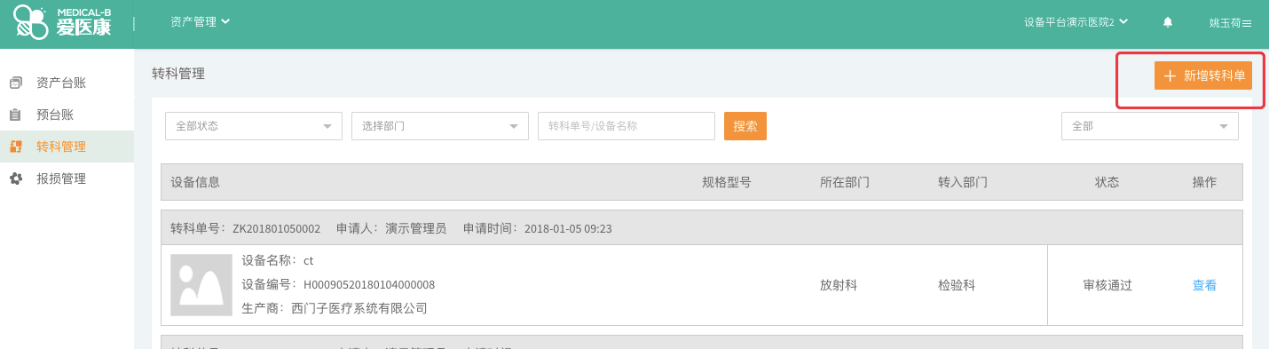 MEDICAL-B
爱医康
资产管理
设备平台演示医院2
姚玉荷
资产台账
预台账
转科管理
报损管理
转科管理
新增转科单
全部状态
选择部门
转科单号/设备名称
搜索
全部
设备信息 规格型号 所在部门 转入部门 状态 操作
转科单号：ZK201801050002 申请人：演示管理员 申请时间：2018-01-05 09:23
设备名称：ct
设备编号：H00090520180104000008
生产商：西门子医疗系统有限公司
放射科 检验科 审核通过 查看